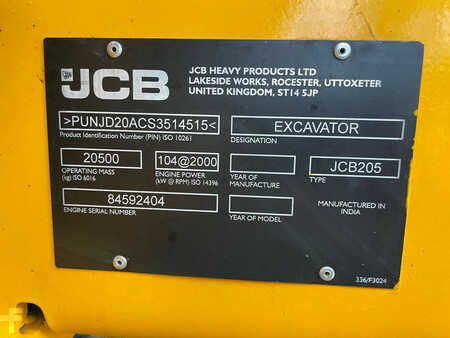 JCB
JCB HEAVY PRODUCTS LTD
LAKESIDE WORKS, ROCESTER, UTTOXETER
UNITED KINGDOM, ST14 5JP
>PUNJD20ACS3514515<
Product Identification Number (PIN) ISO 10261
EXCAVATOR
DESIGNATION
20500
OPERATING MASS
(kg) ISO 6016
104@2000
ENGINE POWER
(kW @ RPM) ISO 14396
YEAR OF
MANUFACTURE
JCB205
TYPE
84592404
ENGINE SERIAL NUMBER
YEAR OF MODEL
MANUFACTURED IN
INDIA
336/F3024